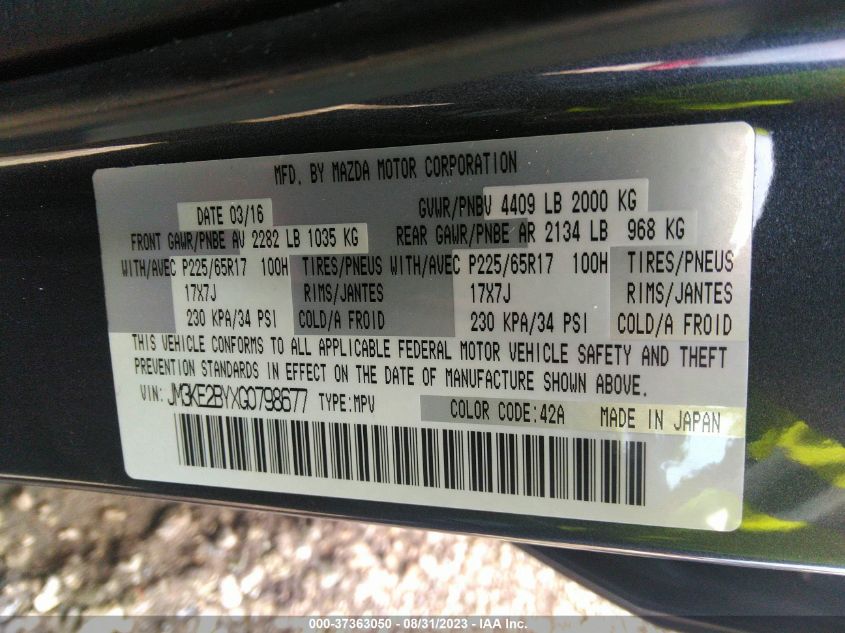 MFD. BY MAZDA MOTOR CORPORATION
DATE 03/16 GVWR/PNBV 4409 LB 2000 KG
FRONT GAWR/PNBE AV 2282 LB 1035 KG REAR GAWR/PNBE AR 2134 LB 968 KG
WITH/AVEC P225/65R17 100H TIRES/PNEUS WITH/AVEC P225/65R17 100H TIRES/PNEUS
17X7J RIMS/JANTES 17X7J RIMS/JANTES
230 KPA/34 PSI COLD/A FROID 230 KPA/34 PSI COLD/A FROID
THIS VEHICLE CONFORMS TO ALL APPLICABLE FEDERAL MOTOR VEHICLE SAFETY AND THEFT
PREVENTION STANDARDS IN EFFECT ON THE DATE OF MANUFACTURE SHOWN ABOVE.
VIN: JM3KE2BYXG0798677 TYPE:MPV COLOR CODE:42A MADE IN JAPAN
000-37363050 - 08/31/2023 - IAA Inc.